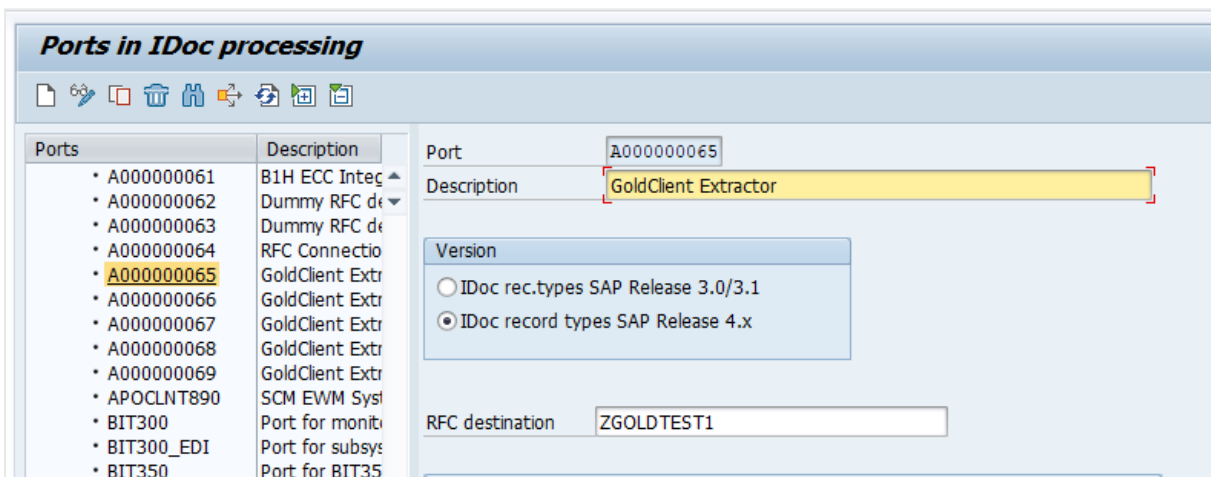 Ports in IDoc processing
Ports Description
A000000061 B1H ECC Integ
A000000062 Dummy RFC de
A000000063 Dummy RFC de
A000000064 RFC Connectio
A000000065 GoldClient Extr
A000000066 GoldClient Extr
A000000067 GoldClient Extr
A000000068 GoldClient Extr
A000000069 GoldClient Extr
APOCLNT890 SCM EWM Syst
BIT300 Port for monito
BIT300_EDI Port for subsys
BIT350 Port for BIT35
Port A000000065
Description GoldClient Extractor
Version
IDoc rec.types SAP Release 3.0/3.1
IDoc record types SAP Release 4.x
RFC destination ZGOLDTEST1